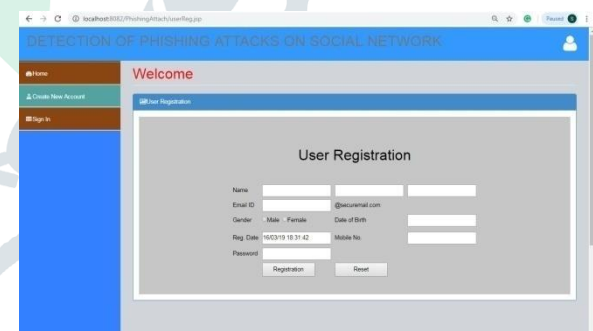 localhost:8082/PhishingAttach/userReg.jsp
Paused
DETECTION OF PHISHING ATTACKS ON SOCIAL NETWORK
Home
Welcome
Create New Account
User Registration
Sign In
User Registration
Name
Email ID @securemail.com
Gender Male Female Date of Birth
Reg. Date 16/03/19 18:31:42 Mobile No.
Password
Registration Reset